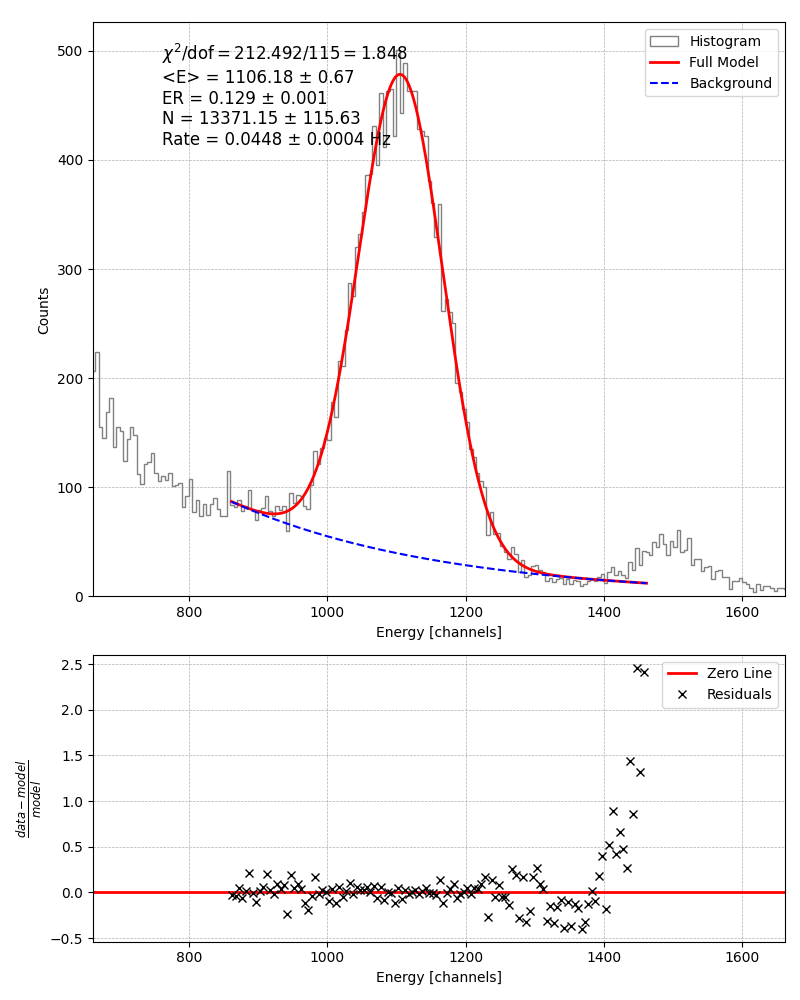 χ²/dof = 212.492/115 = 1.848
<E> = 1106.18 ± 0.67
ER = 0.129 ± 0.001
N = 13371.15 ± 115.63
Rate = 0.0448 ± 0.0004 Hz
Histogram
Full Model
Background
500
400
300
200
100
0
Counts
800 1000 1200 1400 1600
Energy [channels]
Zero Line
Residuals
2.5
2.0
1.5
1.0
0.5
0.0
−0.5
data − model
model
800 1000 1200 1400 1600
Energy [channels]